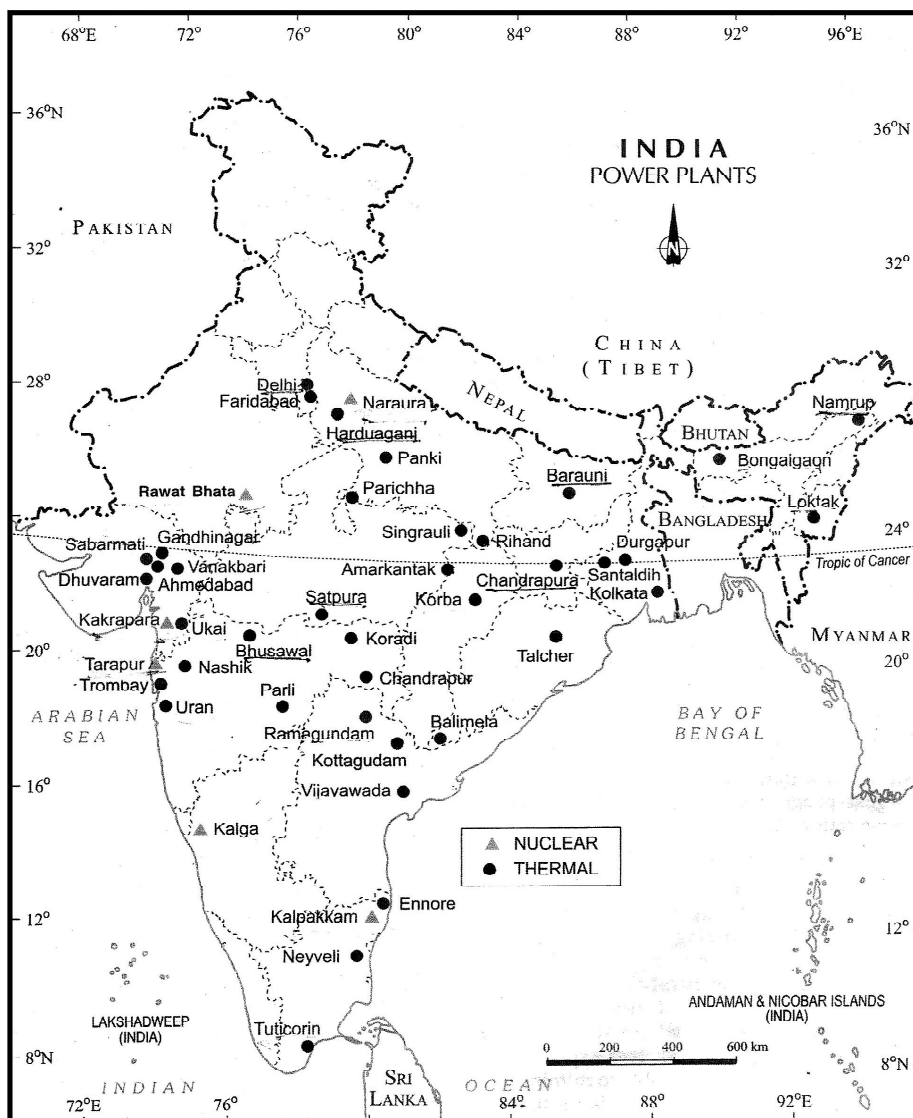 68°E 72° 76° 80° 84° 88° 92° 96°E
36°N
36°N
INDIA
POWER PLANTS
PAKISTAN
N
32°
32°
CHINA
(TIBET)
28°
28°
Delhi
Faridabad
Naraura
NEPAL
Namrup
Harduaganj
BHUTAN
Panki
Bongaigaon
Barauni
Rawat Bhata
Parichha
Loktak
BANGLADESH
Singrauli
Rihand
24°
24°
Gandhinagar
Durgapur
Sabarmati
Vanakbari
Tropic of Cancer
Amarkantak
Chandrapura
Santaldih
Dhuvaram
Ahmedabad
Korba
Kolkata
Satpura
Kakrapara
Ukai
Koradi
MYANMAR
Bhusawal
Talcher
20°
20°
Tarapur
Nashik
Trombay
Parli
Chandrapur
Uran
ARABIAN
SEA
BAY OF
BENGAL
Ramagundam
Balimela
Kottagudam
16°
16°
Vijavawada
Kalga
NUCLEAR
THERMAL
Ennore
12°
Kalpakkam
12°
Neyveli
LAKSHADWEEP
(INDIA)
ANDAMAN & NICOBAR ISLANDS
(INDIA)
Tuticorin
8°N
0 200 400 600 km
8°N
INDIAN
SRI
LANKA
OCEAN
72°E 76° 84° 88° 92°E